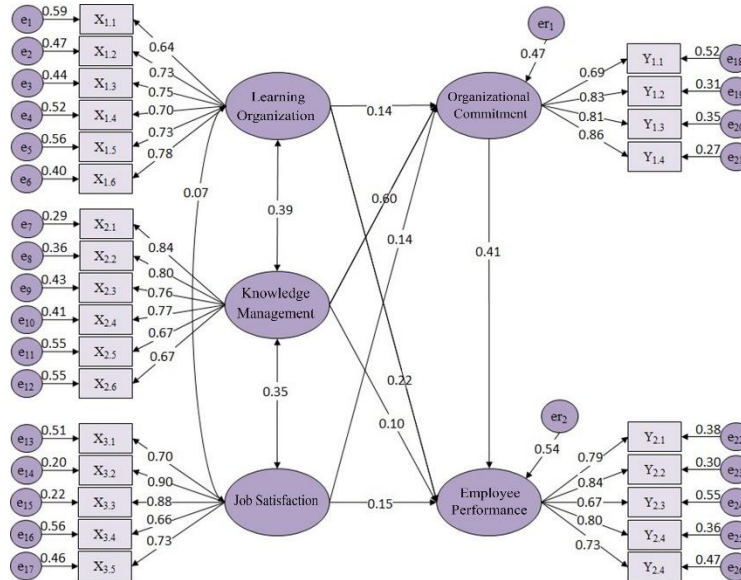 e1 0.59 X1.1
e2 0.47 X1.2
e3 0.44 X1.3
e4 0.52 X1.4
e5 0.56 X1.5
e6 0.40 X1.6
0.64
0.73
0.75
0.70
0.73
0.78
Learning
Organization
0.14
er1
0.47
Organizational
Commitment
0.69
0.83
0.81
0.86
Y1.1 0.52 e18
Y1.2 0.31 e19
Y1.3 0.35 e20
Y1.4 0.27 e21
0.07
0.39
0.60
0.14
0.41
e7 0.29 X2.1
e8 0.36 X2.2
e9 0.43 X2.3
e10 0.41 X2.4
e11 0.55 X2.5
e12 0.55 X2.6
0.84
0.80
0.76
0.77
0.67
0.67
Knowledge
Management
0.35
0.22
0.10
e13 0.51 X3.1
e14 0.20 X3.2
e15 0.22 X3.3
e16 0.56 X3.4
e17 0.46 X3.5
0.70
0.90
0.88
0.66
0.73
Job Satisfaction
0.15
er2
0.54
Employee
Performance
0.79
0.84
0.67
0.80
0.73
Y2.1 0.38 e22
Y2.2 0.30 e23
Y2.3 0.55 e24
Y2.4 0.36 e25
Y2.4 0.47 e26